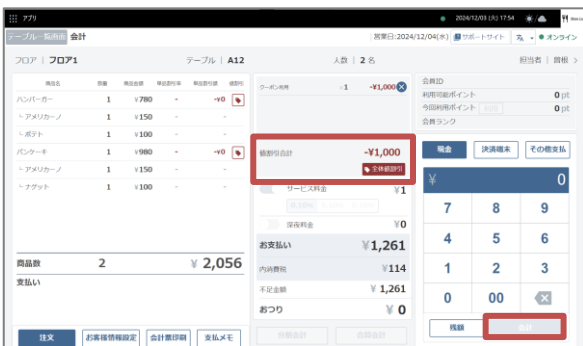 アプリ
2024/12/03 (火) 17:54
テーブル一覧画面 会計
営業日:2024/12/04(水) サポートサイト オンライン
フロア フロア1 テーブル A12 人数 2 名 担当者 曽根 >
商品名 数量 商品金額 単品割引率 単品割引額 値割引
ハンバーガー 1 ¥780 - -¥0
└ アメリカーノ 1 ¥150 - -
└ ポテト 1 ¥100 - -
パンケーキ 1 ¥980 - -¥0
└ アメリカーノ 1 ¥150 - -
└ ナゲット 1 ¥100 - -
商品数 2 ¥ 2,056
支払い
注文 お客様情報設定 会計票印刷 支払メモ
クーポン利用 ×1 -¥1,000
値割引合計 -¥1,000
全体値割引
サービス料金 ¥1
深夜料金 ¥0
お支払い ¥1,261
内消費税 ¥114
不足金額 ¥ 1,261
おつり ¥ 0
会員ID
利用可能ポイント 0 pt
今回利用ポイント 0 pt
会員ランク
現金 決済端末 その他支払
¥ 0
7 8 9
4 5 6
1 2 3
0 00
残額 会計